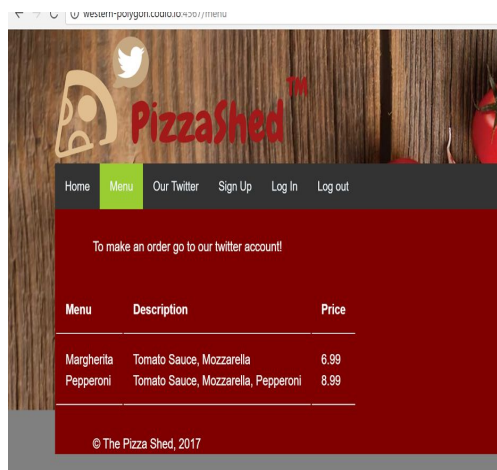 western-polygon.codio.io:4567/menu
PizzaShed™
Home Menu Our Twitter Sign Up Log In Log out
To make an order go to our twitter account!
Menu Description Price
Margherita Tomato Sauce, Mozzarella 6.99
Pepperoni Tomato Sauce, Mozzarella, Pepperoni 8.99
© The Pizza Shed, 2017